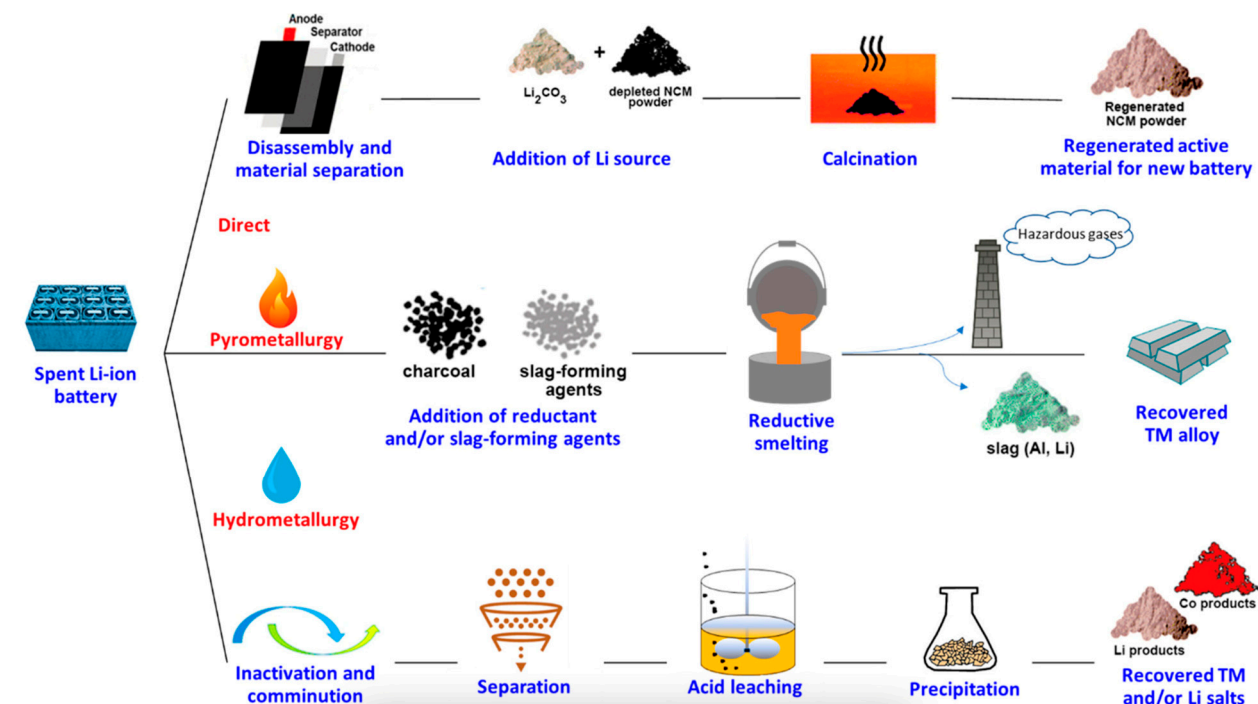 Anode
Separator
Cathode
Li2CO3
+
depleted NCM
powder
Regenerated
NCM powder
Disassembly and
material separation
Addition of Li source
Calcination
Regenerated active
material for new battery
Direct
Hazardous gases
Pyrometallurgy
charcoal
slag-forming
agents
Spent Li-ion
battery
Addition of reductant
and/or slag-forming agents
Reductive
smelting
slag (Al, Li)
Recovered
TM alloy
Hydrometallurgy
Co products
Li products
Inactivation and
comminution
Separation
Acid leaching
Precipitation
Recovered TM
and/or Li salts